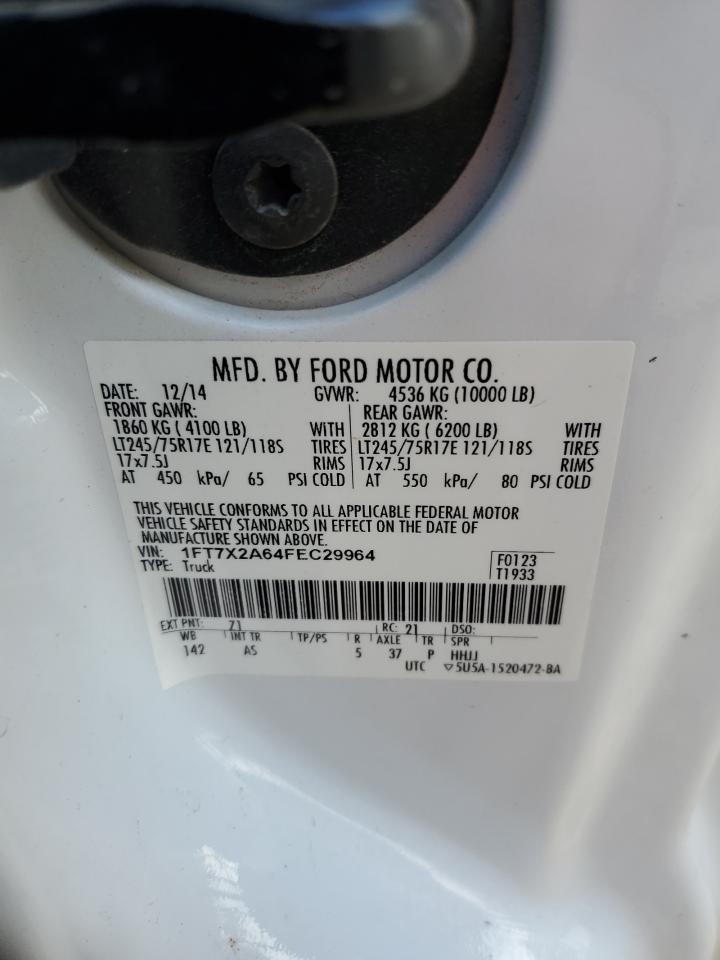 MFD. BY FORD MOTOR CO.
DATE: 12/14 GVWR: 4536 KG (10000 LB)
FRONT GAWR: REAR GAWR:
1860 KG ( 4100 LB) WITH 2812 KG ( 6200 LB) WITH
LT245/75R17E 121/118S TIRES LT245/75R17E 121/118S TIRES
17x7.5J RIMS 17x7.5J RIMS
AT 450 kPa/ 65 PSI COLD AT 550 kPa/ 80 PSI COLD
THIS VEHICLE CONFORMS TO ALL APPLICABLE FEDERAL MOTOR
VEHICLE SAFETY STANDARDS IN EFFECT ON THE DATE OF
MANUFACTURE SHOWN ABOVE.
VIN: 1FT7X2A64FEC29964 F0123
TYPE: Truck T1933
EXT PNT: 71 RC: 21 DSO:
WB INT TR TP/PS R AXLE TR SPR
142 AS 5 37 P HHJJ
UTC ▽5U5A-1520472-BA